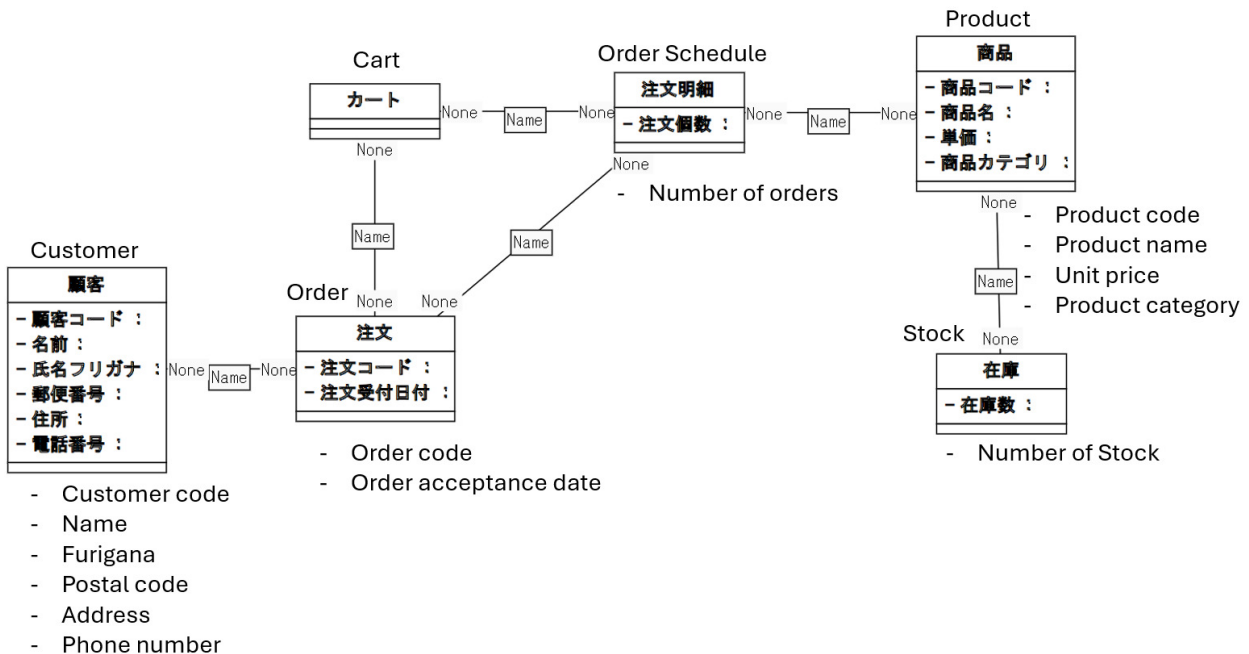 Product
商品
- 商品コード :
- 商品名 :
- 単価 :
- 商品カテゴリ :
Order Schedule
注文明細
- 注文個数 :
Cart
カート
None
Name
None
None
Name
None
None
None
- Number of orders
None
- Product code
- Product name
- Unit price
- Product category
Name
Name
Name
Customer
顧客
- 顧客コード :
- 名前 :
- 氏名フリガナ :
- 郵便番号 :
- 住所 :
- 電話番号 :
Order
None
None
注文
- 注文コード :
- 注文受付日付 :
None
Name
None
Stock
None
在庫
- 在庫数 :
- Order code
- Order acceptance date
- Number of Stock
- Customer code
- Name
- Furigana
- Postal code
- Address
- Phone number